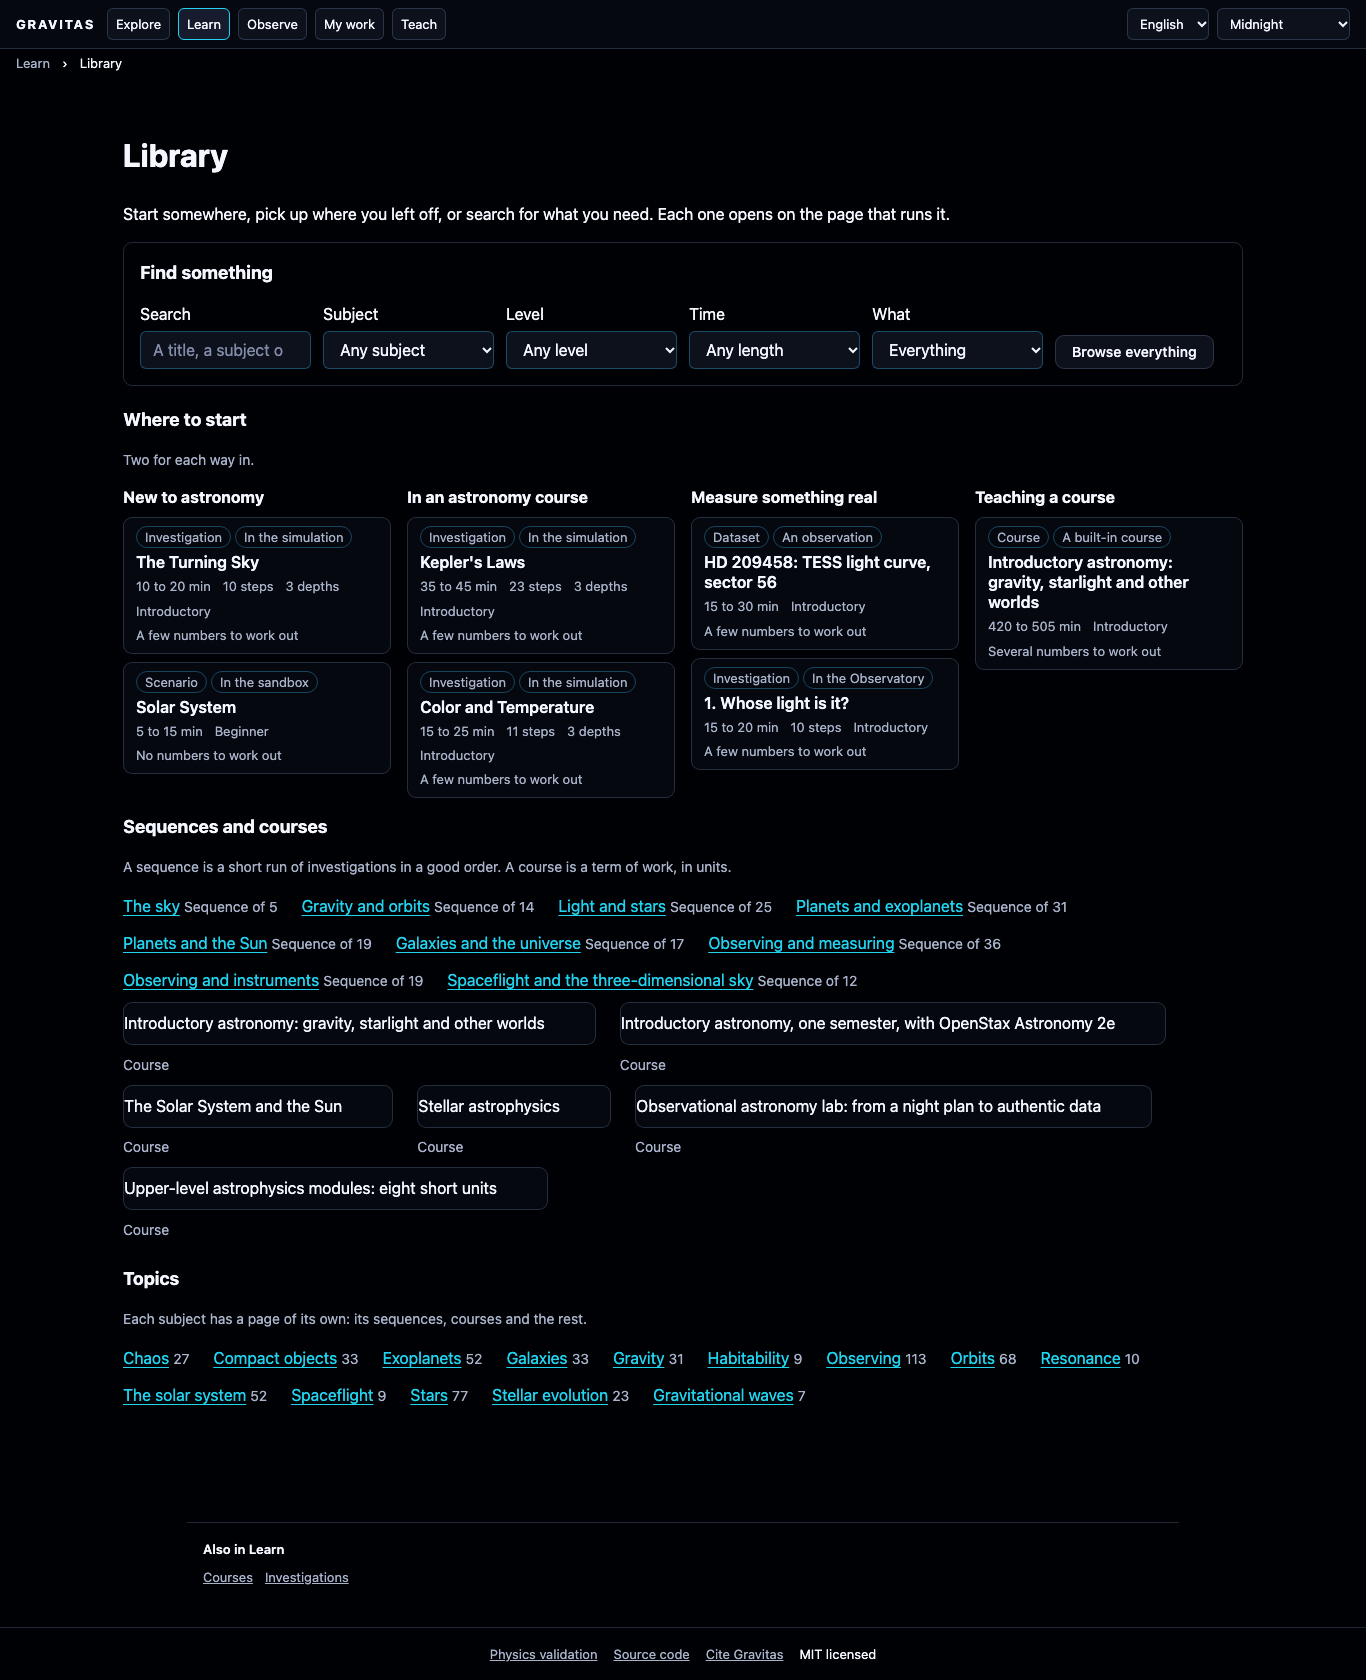 GRAVITAS Explore Learn Observe My work Teach English Midnight
Learn › Library
Library
Start somewhere, pick up where you left off, or search for what you need. Each one opens on the page that runs it.
Find something
Search Subject Level Time What
A title, a subject o Any subject Any level Any length Everything Browse everything
Where to start
Two for each way in.
New to astronomy
Investigation In the simulation
The Turning Sky
10 to 20 min 10 steps 3 depths
Introductory
A few numbers to work out
Scenario In the sandbox
Solar System
5 to 15 min Beginner
No numbers to work out
In an astronomy course
Investigation In the simulation
Kepler's Laws
35 to 45 min 23 steps 3 depths
Introductory
A few numbers to work out
Investigation In the simulation
Color and Temperature
15 to 25 min 11 steps 3 depths
Introductory
A few numbers to work out
Measure something real
Dataset An observation
HD 209458: TESS light curve,
sector 56
15 to 30 min Introductory
A few numbers to work out
Investigation In the Observatory
1. Whose light is it?
15 to 20 min 10 steps Introductory
A few numbers to work out
Teaching a course
Course A built-in course
Introductory astronomy:
gravity, starlight and other
worlds
420 to 505 min Introductory
Several numbers to work out
Sequences and courses
A sequence is a short run of investigations in a good order. A course is a term of work, in units.
The sky Sequence of 5 Gravity and orbits Sequence of 14 Light and stars Sequence of 25 Planets and exoplanets Sequence of 31
Planets and the Sun Sequence of 19 Galaxies and the universe Sequence of 17 Observing and measuring Sequence of 36
Observing and instruments Sequence of 19 Spaceflight and the three-dimensional sky Sequence of 12
Introductory astronomy: gravity, starlight and other worlds Introductory astronomy, one semester, with OpenStax Astronomy 2e
Course Course
The Solar System and the Sun Stellar astrophysics Observational astronomy lab: from a night plan to authentic data
Course Course Course
Upper-level astrophysics modules: eight short units
Course
Topics
Each subject has a page of its own: its sequences, courses and the rest.
Chaos 27 Compact objects 33 Exoplanets 52 Galaxies 33 Gravity 31 Habitability 9 Observing 113 Orbits 68 Resonance 10
The solar system 52 Spaceflight 9 Stars 77 Stellar evolution 23 Gravitational waves 7
Also in Learn
Courses Investigations
Physics validation Source code Cite Gravitas MIT licensed